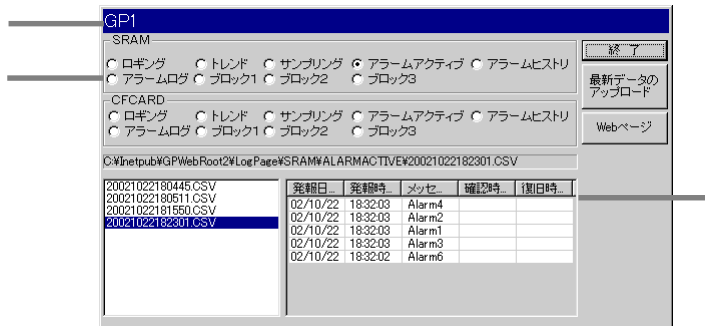 GP1
SRAM
ロギング トレンド サンプリング アラームアクティブ アラームヒストリ
アラームログ ブロック1 ブロック2 ブロック3
CFCARD
ロギング トレンド サンプリング アラームアクティブ アラームヒストリ
アラームログ ブロック1 ブロック2 ブロック3
終 了
最新データの
アップロード
Webページ
C:¥Inetpub¥GPWebRoot2¥LogPage¥SRAM¥ALARMACTIVE¥20021022182301.CSV
20021022180445.CSV
20021022180511.CSV
20021022181550.CSV
20021022182301.CSV
発報日... 発報時... メッセ... 確認時... 復旧時...
02/10/22 18:32:03 Alarm4
02/10/22 18:32:03 Alarm2
02/10/22 18:32:03 Alarm1
02/10/22 18:32:03 Alarm3
02/10/22 18:32:02 Alarm6